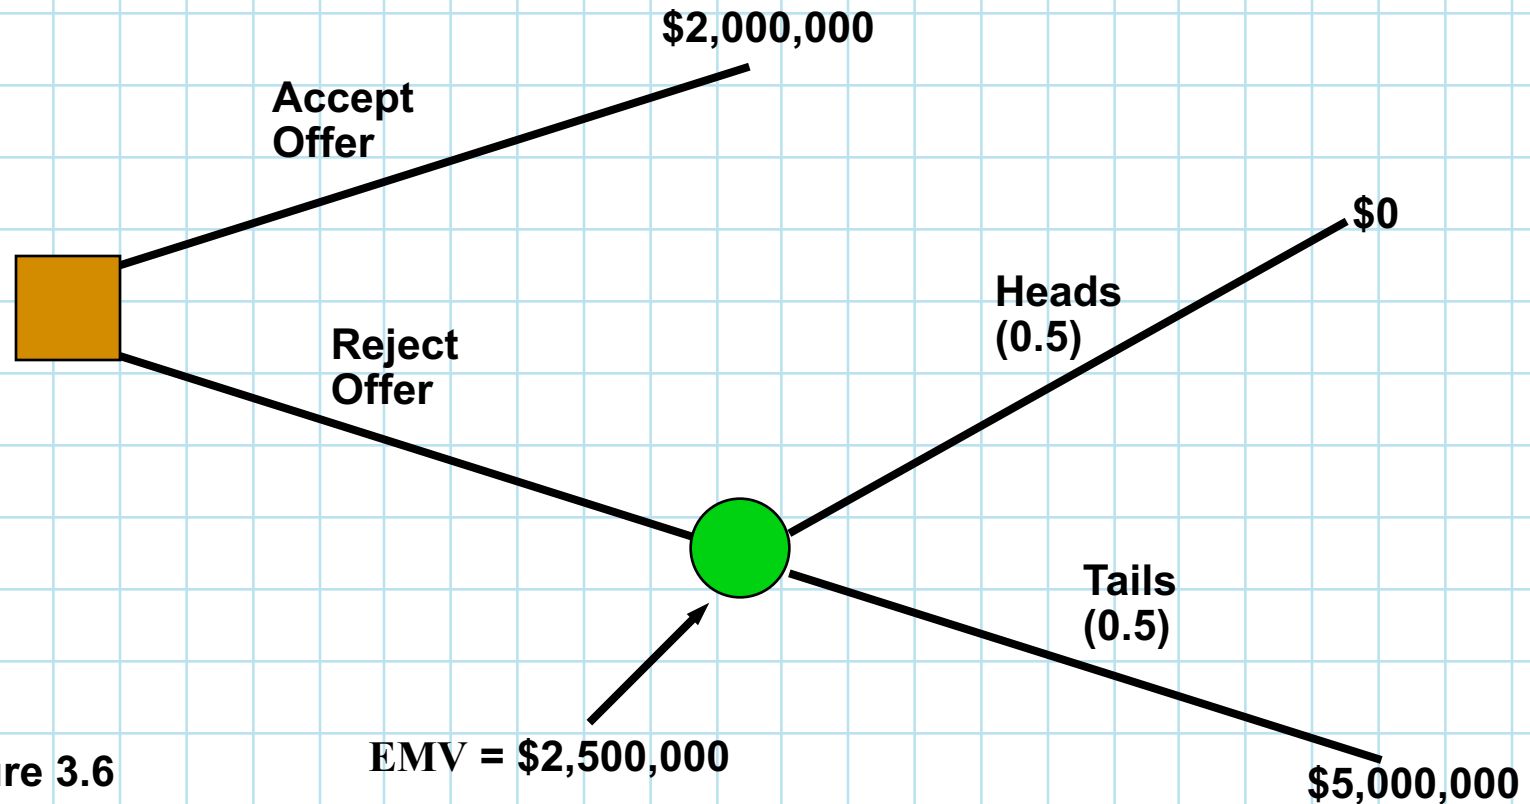 $2,000,000
Accept
Offer
$0
Heads
(0.5)
Reject
Offer
Tails
(0.5)
EMV = $2,500,000
re 3.6
$5,000,000